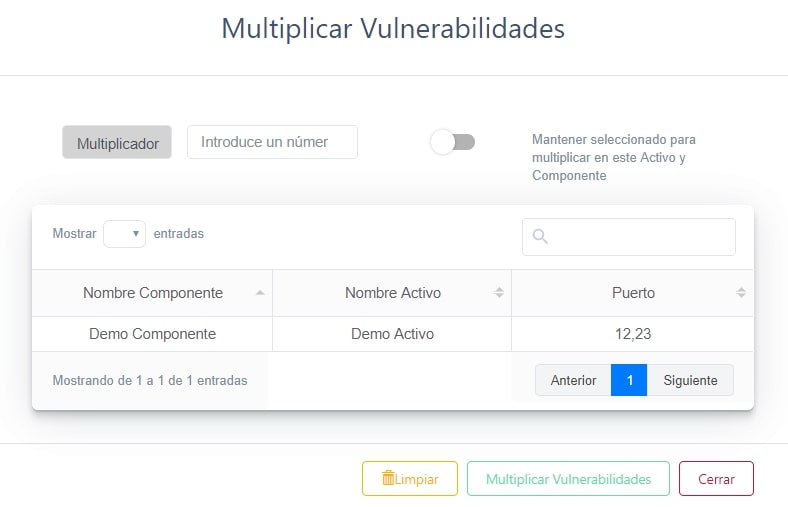 Multiplicar Vulnerabilidades
Multiplicador
Introduce un númer
Mantener seleccionado para
multiplicar en este Activo y
Componente
Mostrar entradas
Nombre Componente Nombre Activo Puerto
Demo Componente Demo Activo 12,23
Mostrando de 1 a 1 de 1 entradas
Anterior 1 Siguiente
Limpiar Multiplicar Vulnerabilidades Cerrar